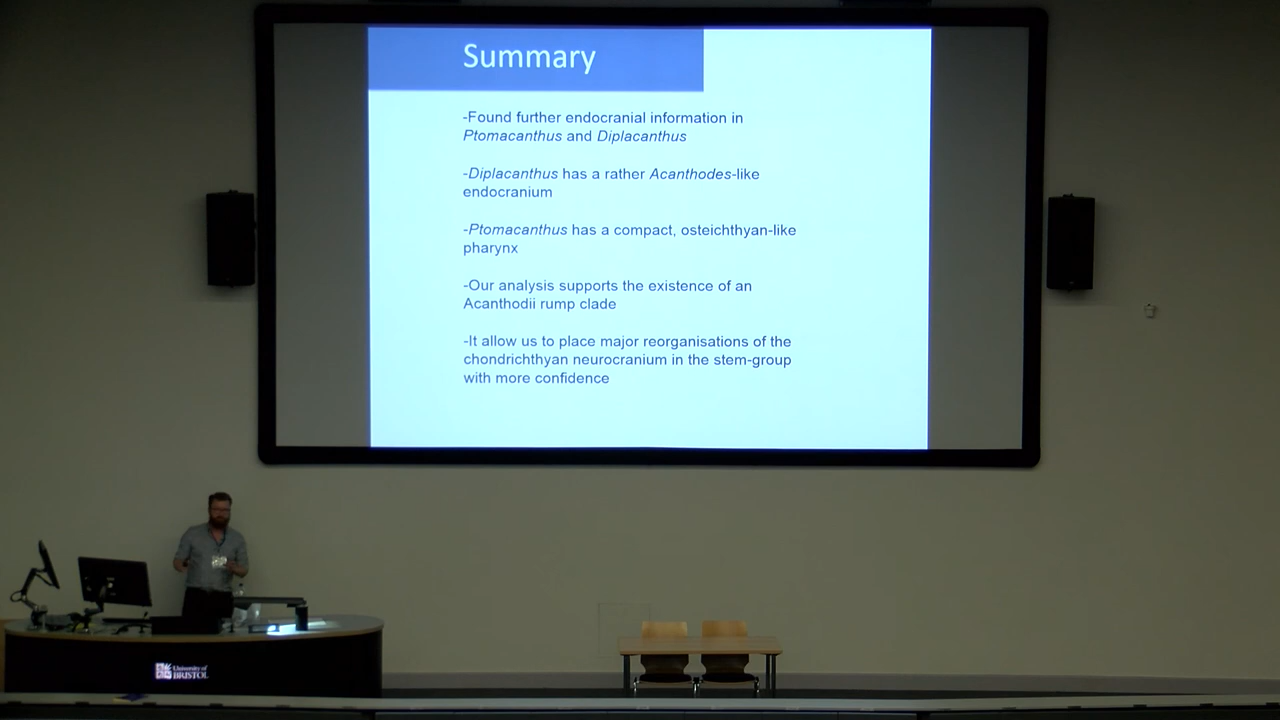 Summary
-Found further endocranial information in
Ptomacanthus and Diplacanthus
-Diplacanthus has a rather Acanthodes-like
endocranium
-Ptomacanthus has a compact, osteichthyan-like
pharynx
-Our analysis supports the existence of an
Acanthodii rump clade
-It allow us to place major reorganisations of the
chondrichthyan neurocranium in the stem-group
with more confidence
University of
BRISTOL